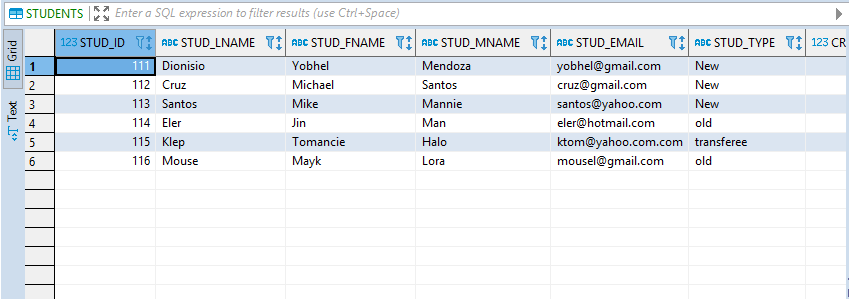 STUDENTS Enter a SQL expression to filter results (use Ctrl+Space)
Grid
Text
123 STUD_ID ABC STUD_LNAME ABC STUD_FNAME ABC STUD_MNAME ABC STUD_EMAIL ABC STUD_TYPE 123 CR
1 111 Dionisio Yobhel Mendoza yobhel@gmail.com New
2 112 Cruz Michael Santos cruz@gmail.com New
3 113 Santos Mike Mannie santos@yahoo.com New
4 114 Eler Jin Man eler@hotmail.com old
5 115 Klep Tomancie Halo ktom@yahoo.com.com transferee
6 116 Mouse Mayk Lora mousel@gmail.com old